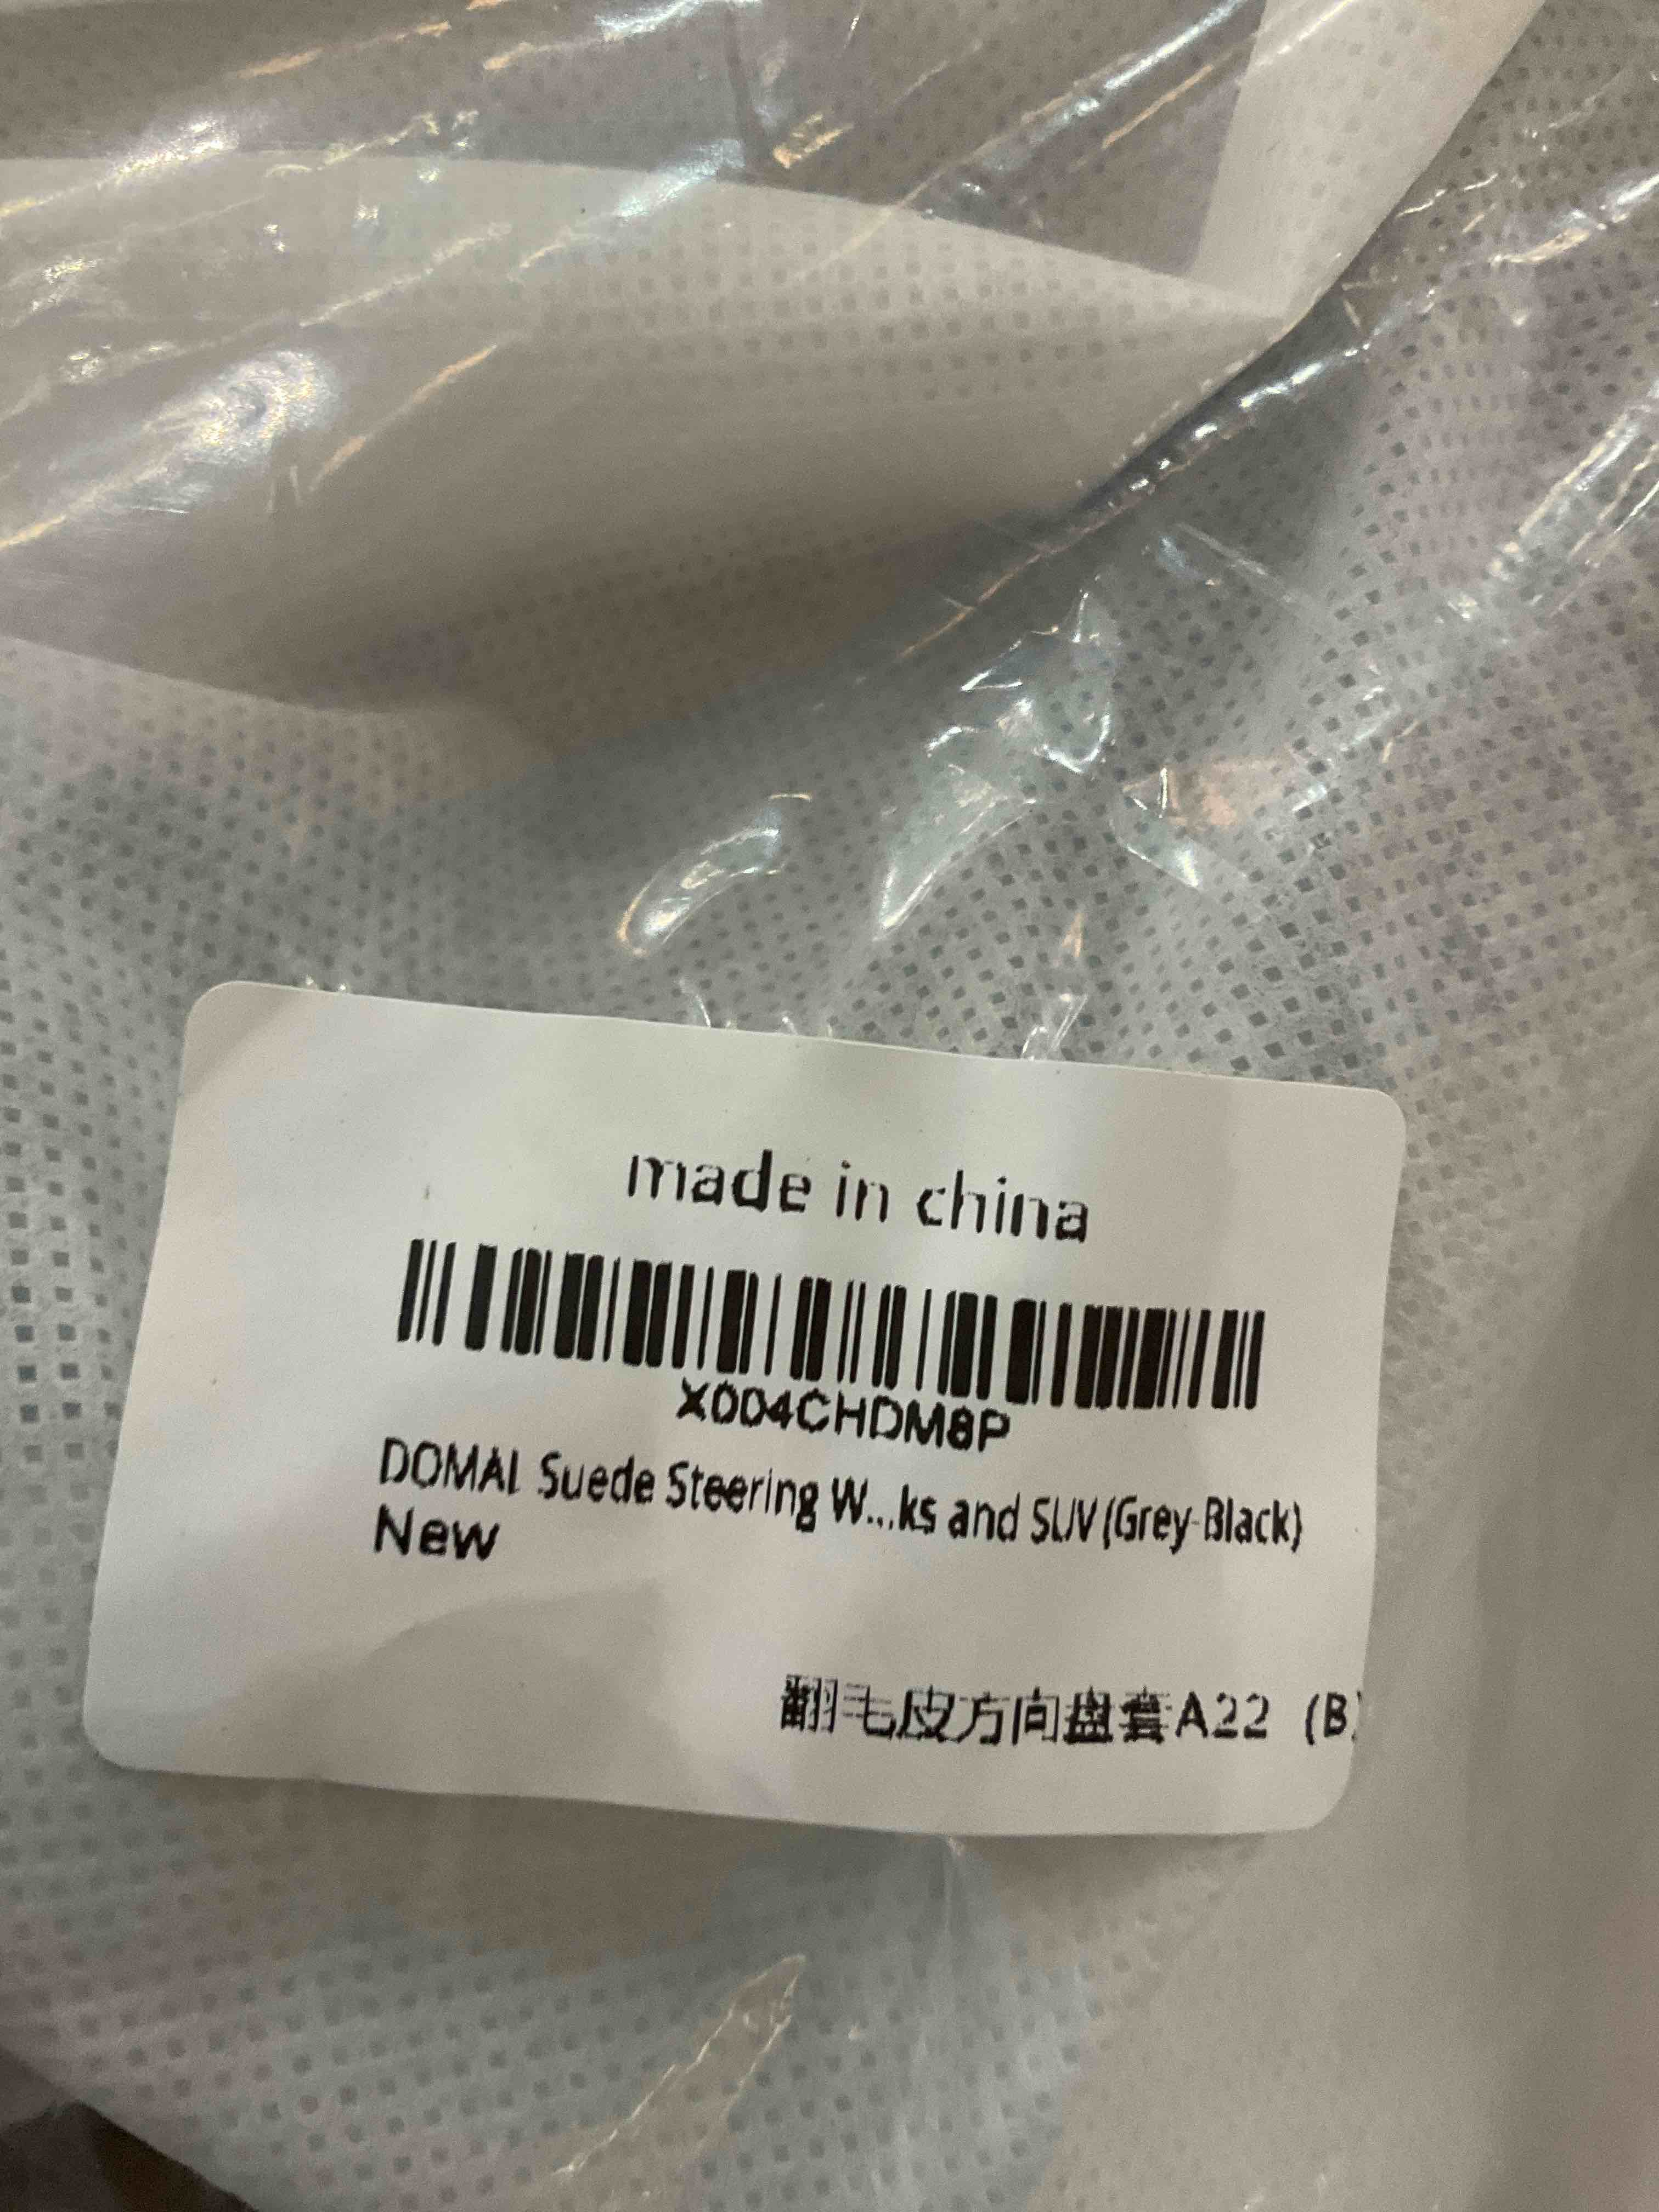 made in china
X004CHDM8P
DOMAL Suede Steering W...ks and SUV(Grey-Black)
New
翻毛皮方向盘套A22 (B)